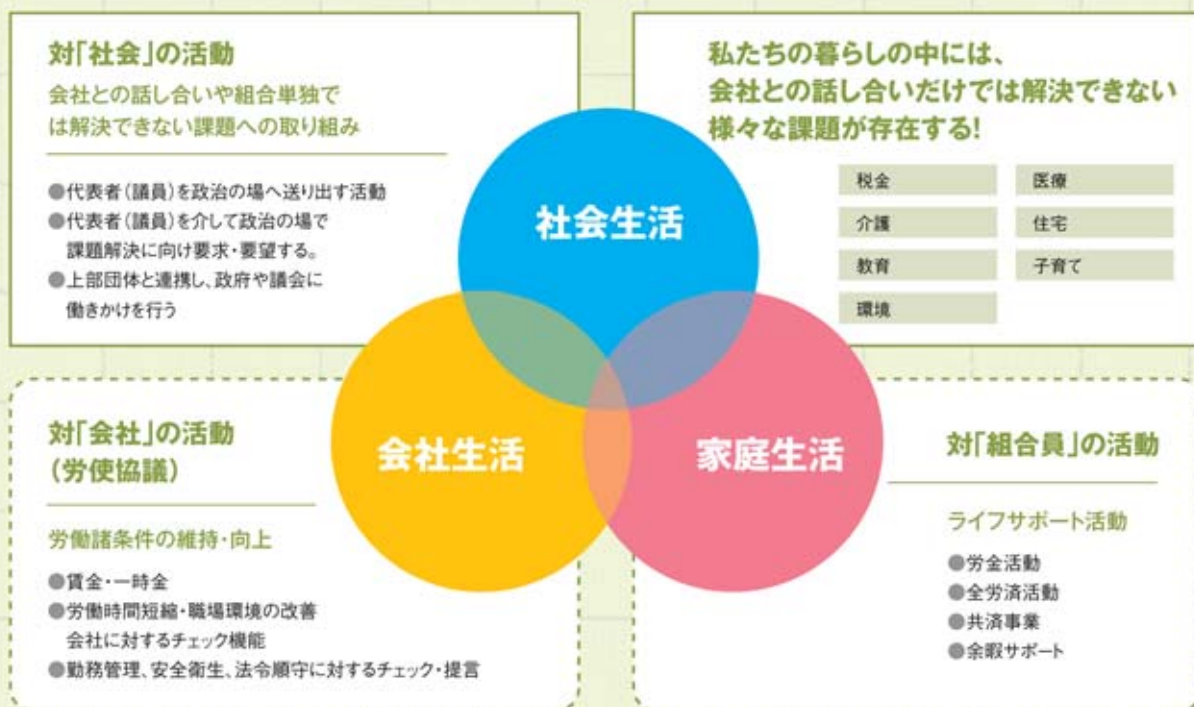 対「社会」の活動
会社との話し合いや組合単独で
は解決できない課題への取り組み
●代表者(議員)を政治の場へ送り出す活動
●代表者(議員)を介して政治の場で
課題解決に向け要求・要望する。
●上部団体と連携し、政府や議会に
働きかけを行う
私たちの暮らしの中には、
会社との話し合いだけでは解決できない
様々な課題が存在する!
税金
医療
介護
住宅
教育
子育て
環境
社会生活
会社生活
家庭生活
対「会社」の活動
(労使協議)
労働諸条件の維持・向上
●賃金・一時金
●労働時間短縮・職場環境の改善
会社に対するチェック機能
●勤務管理、安全衛生、法令順守に対するチェック・提言
対「組合員」の活動
ライフサポート活動
●労金活動
●全労済活動
●共済事業
●余暇サポート